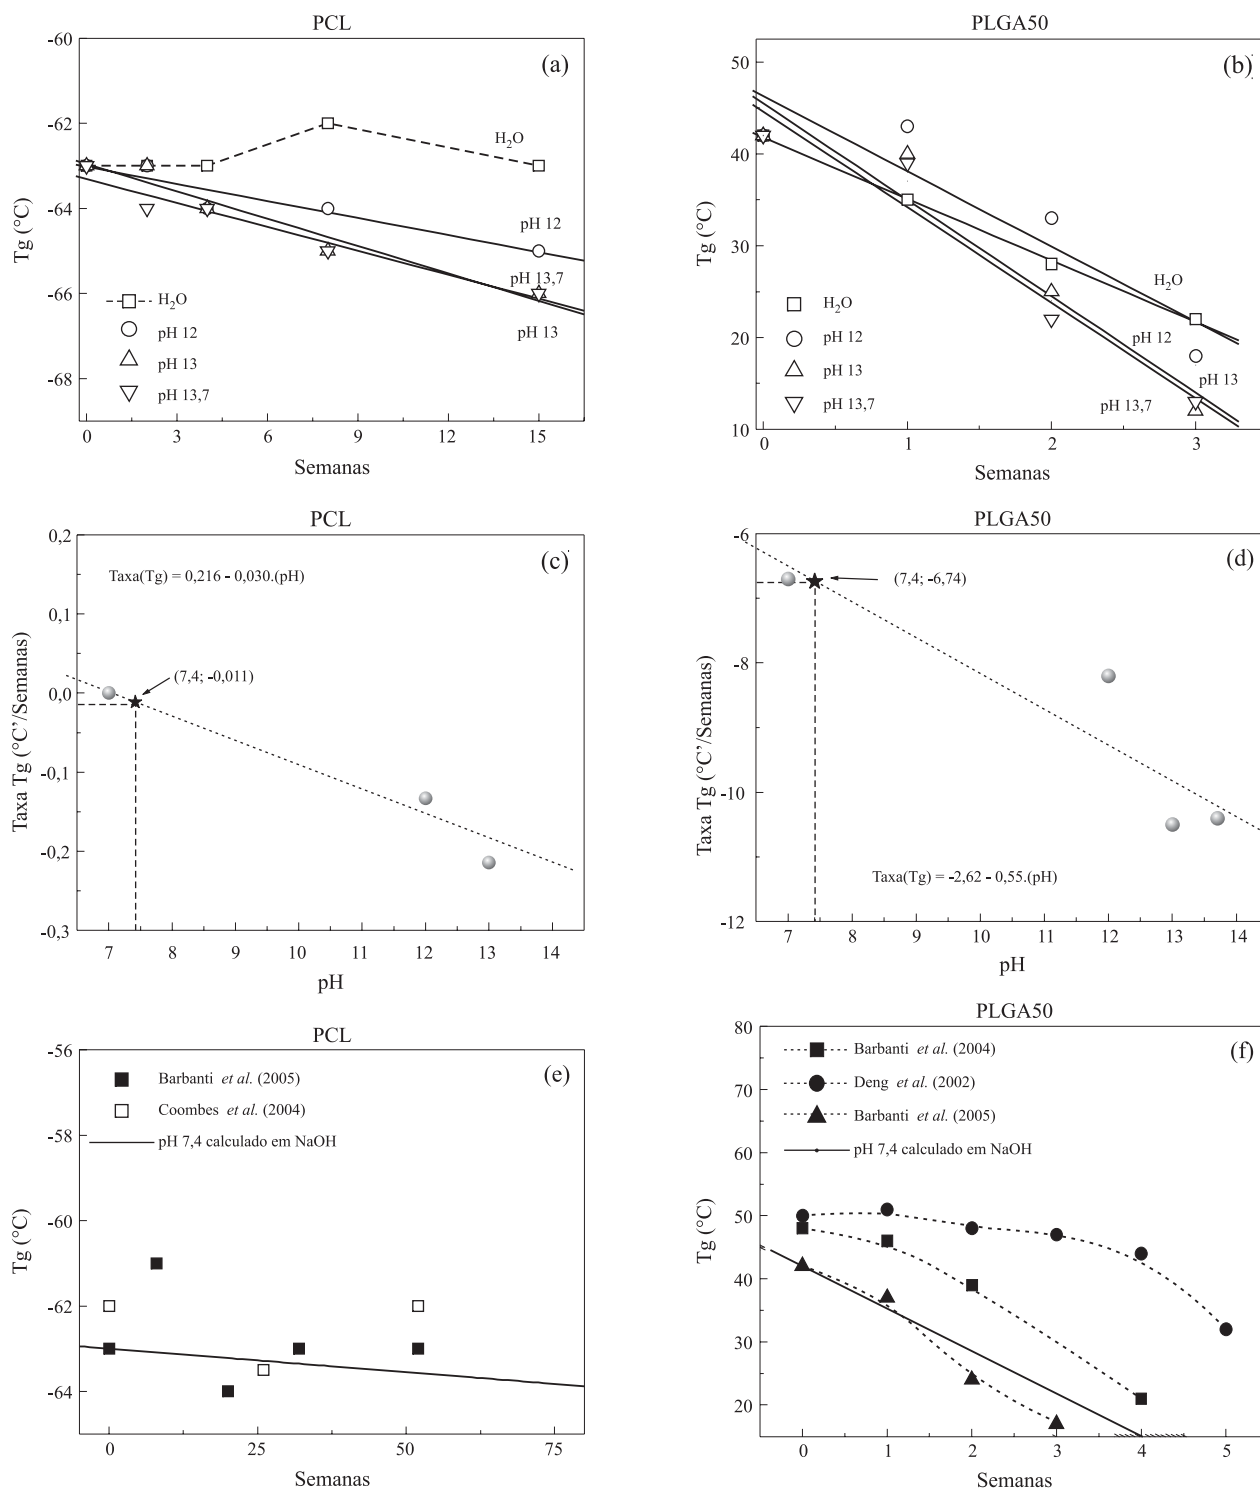 PCL
-60
-62
-64
-66
-68
Tg (°C)
(a)
H₂O
pH 12
pH 13,7
pH 13
H₂O
pH 12
pH 13
pH 13,7
0 3 6 9 12 15
Semanas
PLGA50
50
40
30
20
10
Tg (°C)
(b)
H₂O
pH 12
pH 13
pH 13,7
H₂O
pH 12
pH 13
pH 13,7
0 1 2 3
Semanas
PCL
0,2
0,1
0,0
-0,1
-0,2
-0,3
Taxa Tg (°C'/Semanas)
(c)
Taxa(Tg) = 0,216 - 0,030.(pH)
(7,4; -0,011)
7 8 9 10 11 12 13 14
pH
PLGA50
-6
-8
-10
-12
Taxa Tg (°C'/Semanas)
(d)
(7,4; -6,74)
Taxa(Tg) = -2,62 - 0,55.(pH)
7 8 9 10 11 12 13 14
pH
PCL
-56
-58
-60
-62
-64
Tg (°C)
(e)
Barbanti et al. (2005)
Coombes et al. (2004)
pH 7,4 calculado em NaOH
0 25 50 75
Semanas
PLGA50
80
70
60
50
40
30
20
Tg (°C)
(f)
Barbanti et al. (2004)
Deng et al. (2002)
Barbanti et al. (2005)
pH 7,4 calculado em NaOH
0 1 2 3 4 5
Semanas